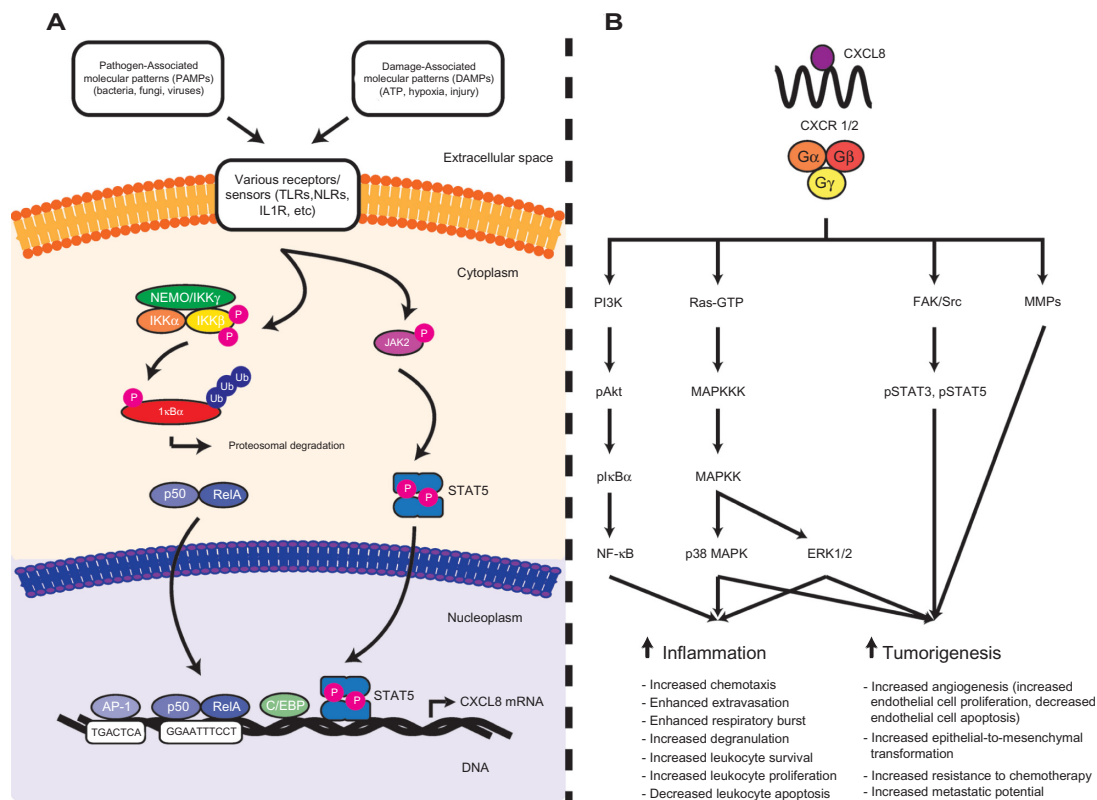 A
Pathogen-Associated
molecular patterns (PAMPs)
(bacteria, fungi, viruses)
Damage-Associated
molecular patterns (DAMPs)
(ATP, hypoxia, injury)
Extracellular space
Various receptors/
sensors (TLRs,NLRs,
IL1R, etc)
Cytoplasm
NEMO/IKKγ
IKKα
IKKβ
P
P
JAK2
P
P
1κBα
Ub
Ub
Ub
Proteosomal degradation
p50
RelA
P
P
STAT5
Nucleoplasm
AP-1
p50
RelA
C/EBP
P
P
STAT5
CXCL8 mRNA
TGACTCA
GGAATTTCCT
DNA
B
CXCL8
CXCR 1/2
Gα
Gβ
Gγ
PI3K
Ras-GTP
FAK/Src
MMPs
pAkt
MAPKKK
pSTAT3, pSTAT5
pIκBα
MAPKK
NF-κB
p38 MAPK
ERK1/2
Inflammation
- Increased chemotaxis
- Enhanced extravasation
- Enhanced respiratory burst
- Increased degranulation
- Increased leukocyte survival
- Increased leukocyte proliferation
- Decreased leukocyte apoptosis
Tumorigenesis
- Increased angiogenesis (increased
endothelial cell proliferation, decreased
endothelial cell apoptosis)
- Increased epithelial-to-mesenchymal
transformation
- Increased resistance to chemotherapy
- Increased metastatic potential